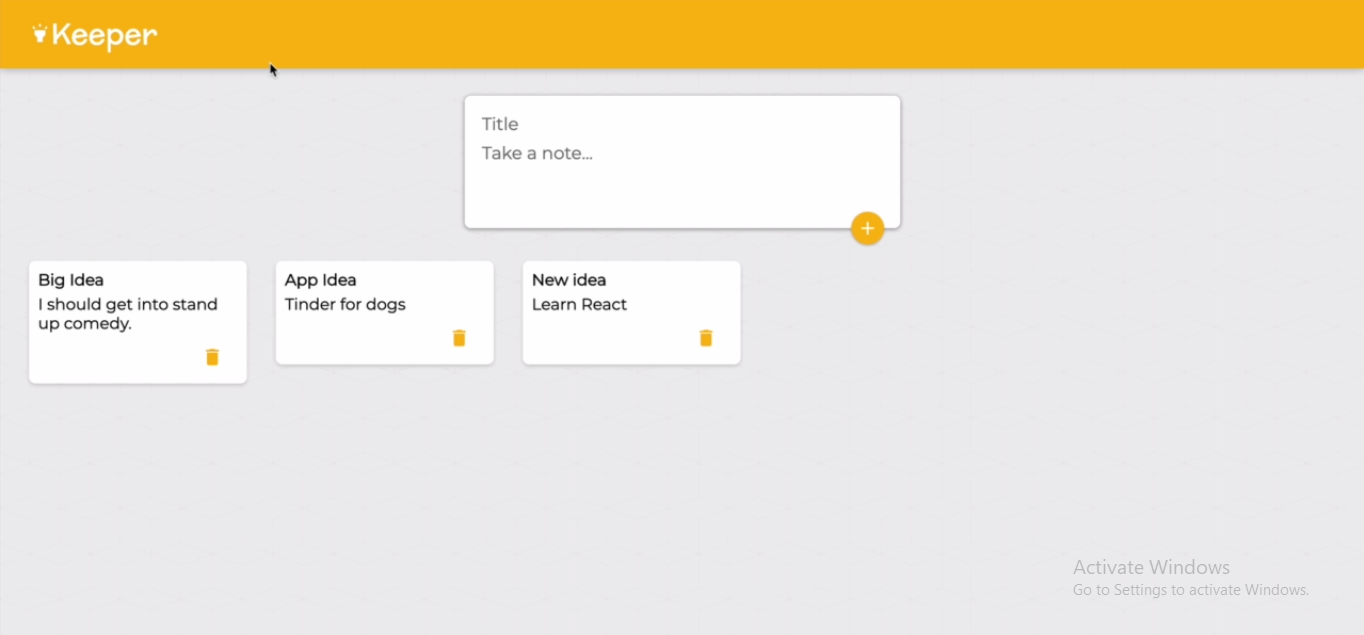 Keeper
Title
Take a note...
Big Idea
I should get into stand
up comedy.
App Idea
Tinder for dogs
New idea
Learn React
Activate Windows
Go to Settings to activate Windows.